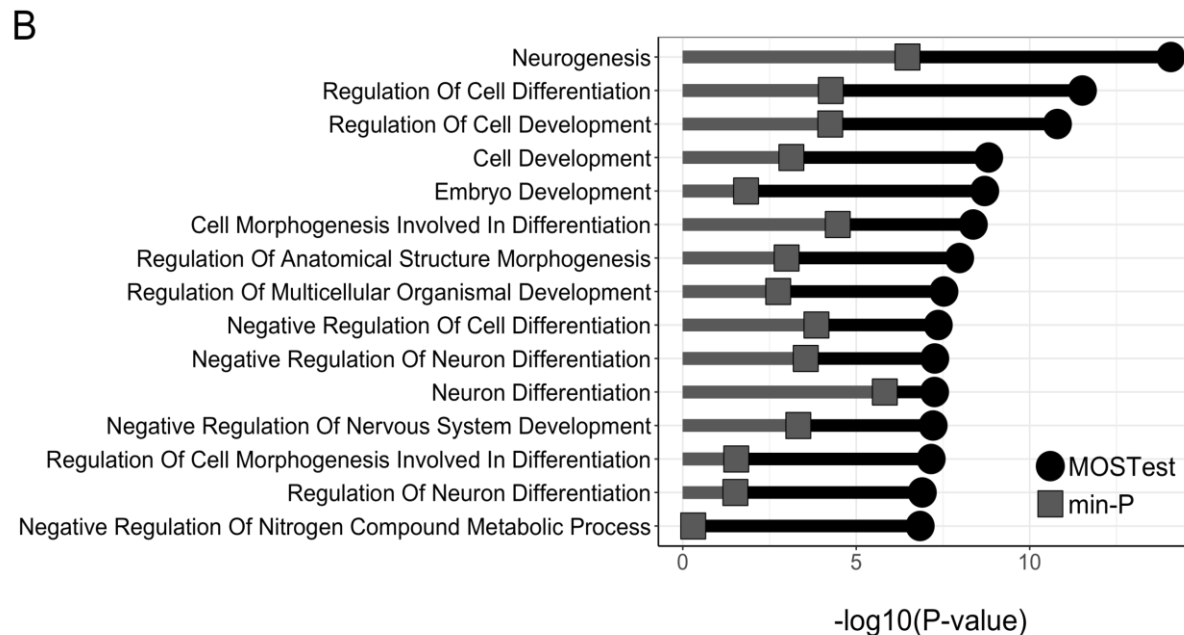 B
Neurogenesis
Regulation Of Cell Differentiation
Regulation Of Cell Development
Cell Development
Embryo Development
Cell Morphogenesis Involved In Differentiation
Regulation Of Anatomical Structure Morphogenesis
Regulation Of Multicellular Organismal Development
Negative Regulation Of Cell Differentiation
Negative Regulation Of Neuron Differentiation
Neuron Differentiation
Negative Regulation Of Nervous System Development
Regulation Of Cell Morphogenesis Involved In Differentiation
Regulation Of Neuron Differentiation
Negative Regulation Of Nitrogen Compound Metabolic Process
MOSTest
min-P
0 5 10
-log10(P-value)